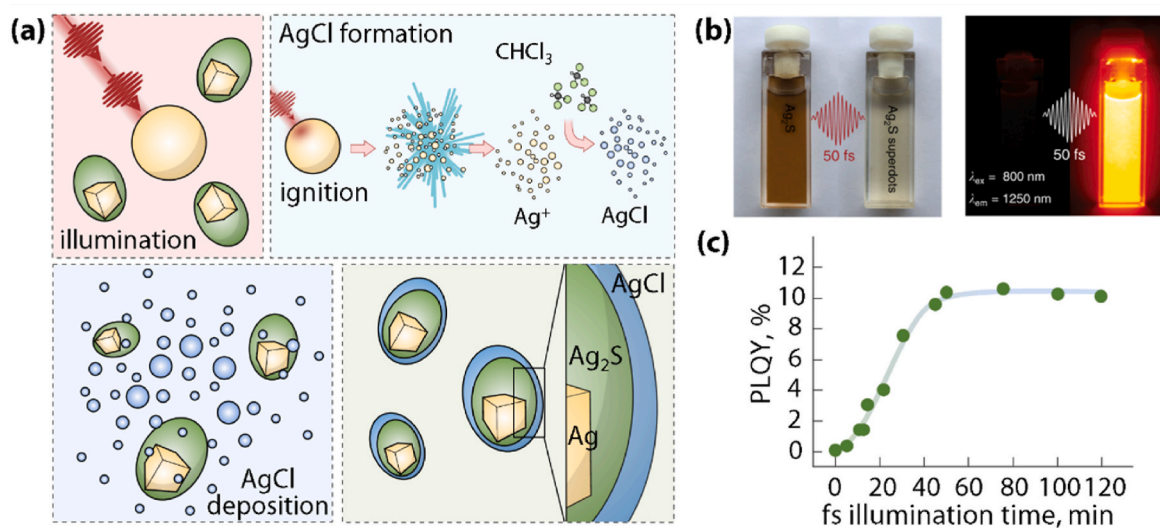 (a)
illumination
AgCl formation
CHCl₃
ignition
Ag⁺
AgCl
AgCl
deposition
AgCl
Ag₂S
Ag
(b)
Ag₂S
50 fs
Ag₂S superdots
50 fs
λex = 800 nm
λem = 1250 nm
(c)
PLQY, %
12
10
8
6
4
2
0
0 20 40 60 80 100 120
fs illumination time, min